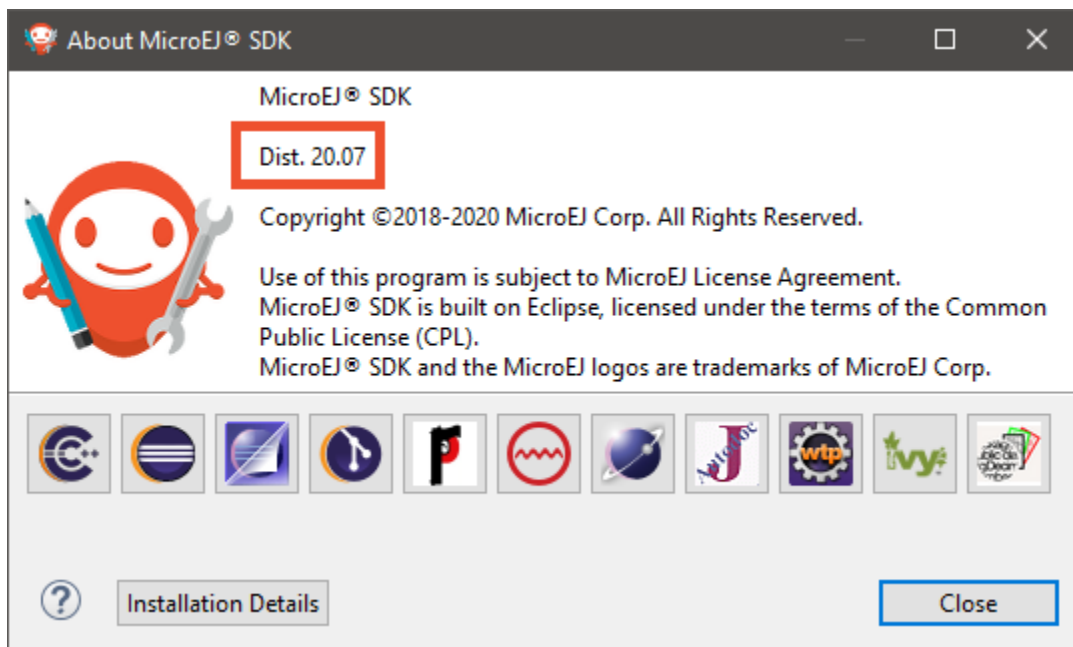 About MicroEJ® SDK
MicroEJ® SDK
Dist. 20.07
Copyright ©2018-2020 MicroEJ Corp. All Rights Reserved.
Use of this program is subject to MicroEJ License Agreement.
MicroEJ® SDK is built on Eclipse, licensed under the terms of the Common
Public License (CPL).
MicroEJ® SDK and the MicroEJ logos are trademarks of MicroEJ Corp.
C++
J
Autodoc
wtp
ivy
?
Installation Details
Close